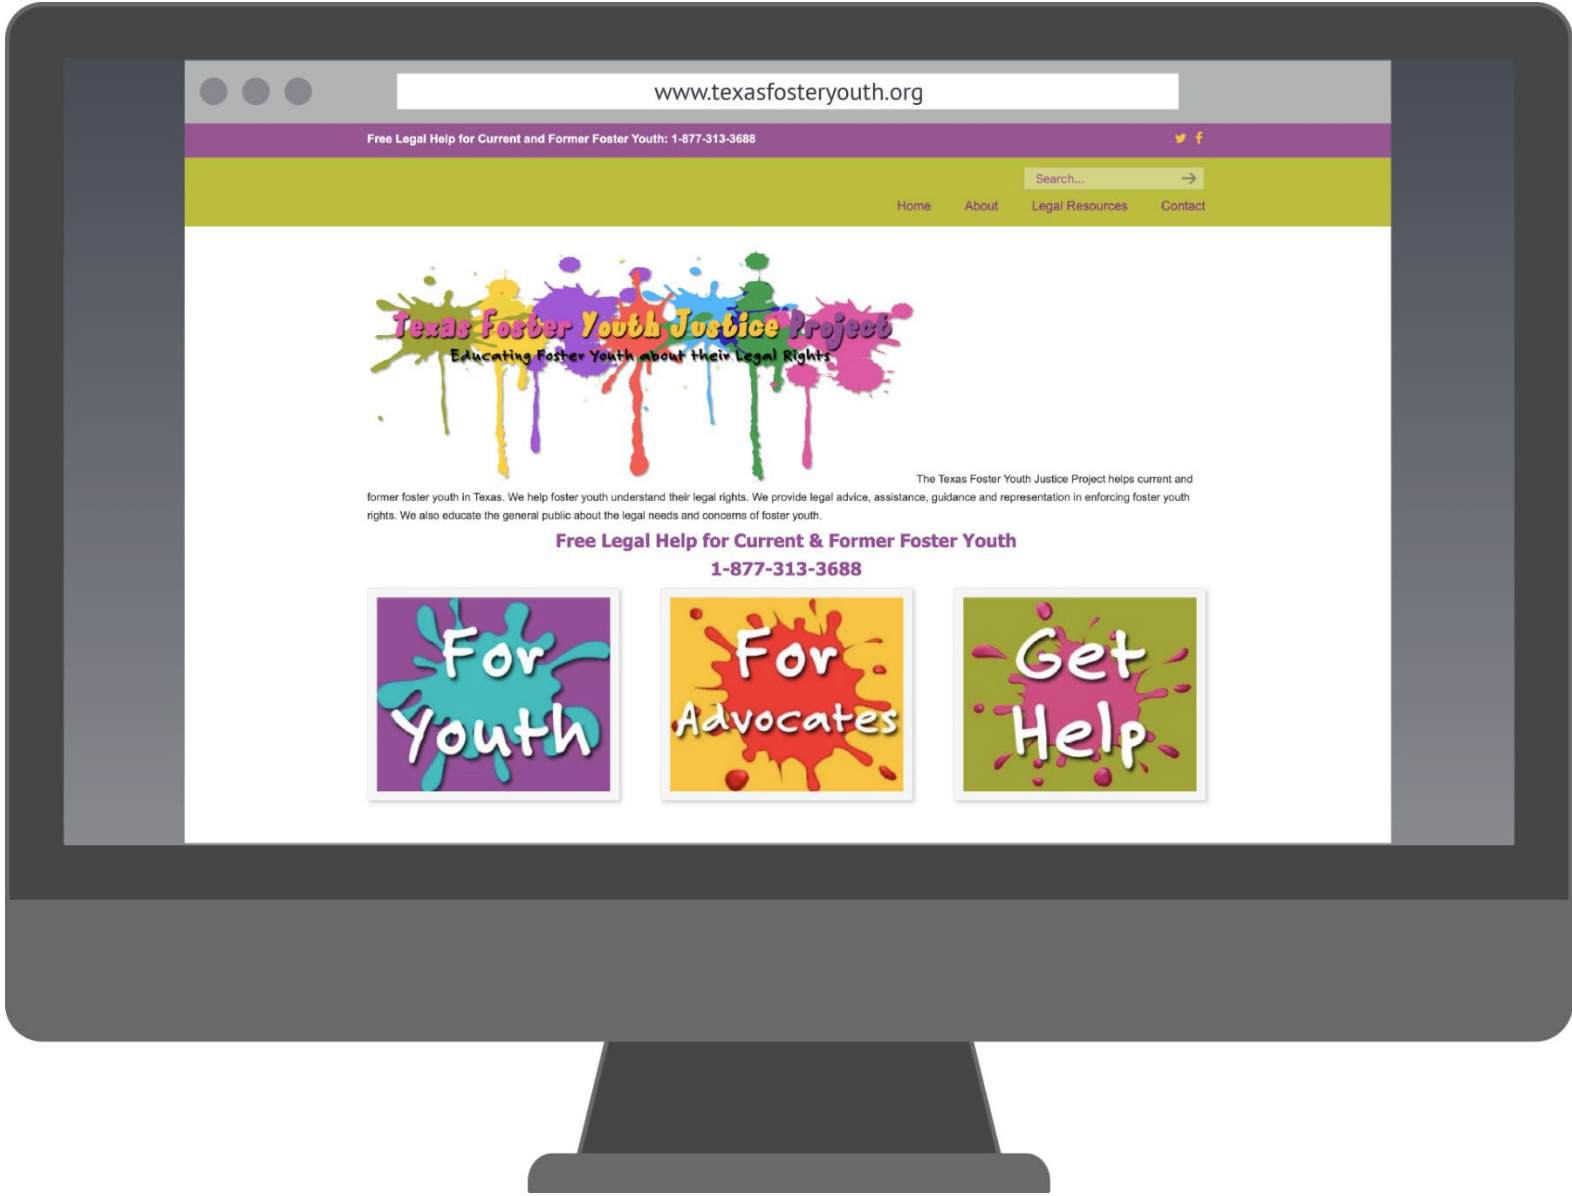 www.texasfosteryouth.org
Free Legal Help for Current and Former Foster Youth: 1-877-313-3688
Search...
Home About Legal Resources Contact
Texas Foster Youth Justice Project
Educating Foster Youth about their Legal Rights
The Texas Foster Youth Justice Project helps current and
former foster youth in Texas. We help foster youth understand their legal rights. We provide legal advice, assistance, guidance and representation in enforcing foster youth
rights. We also educate the general public about the legal needs and concerns of foster youth.
Free Legal Help for Current & Former Foster Youth
1-877-313-3688
For
Youth
For
Advocates
Get
Help